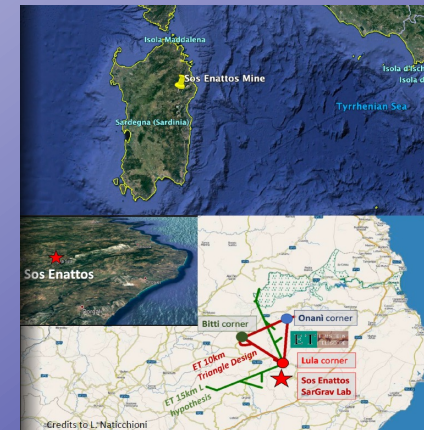 Isola Maddalena
Sos Enattos Mine
Isola d'Isch
Isola d
Tyrrhenian Sea
Sardegna (Sardinia)
Sos Enattos
Onani corner
Bitti corner
ET 10km
Triangle Design
Lula corner
ET 15km L
hypothesis
Sos Enattos
SarGrav Lab
Credits to L. Naticchioni